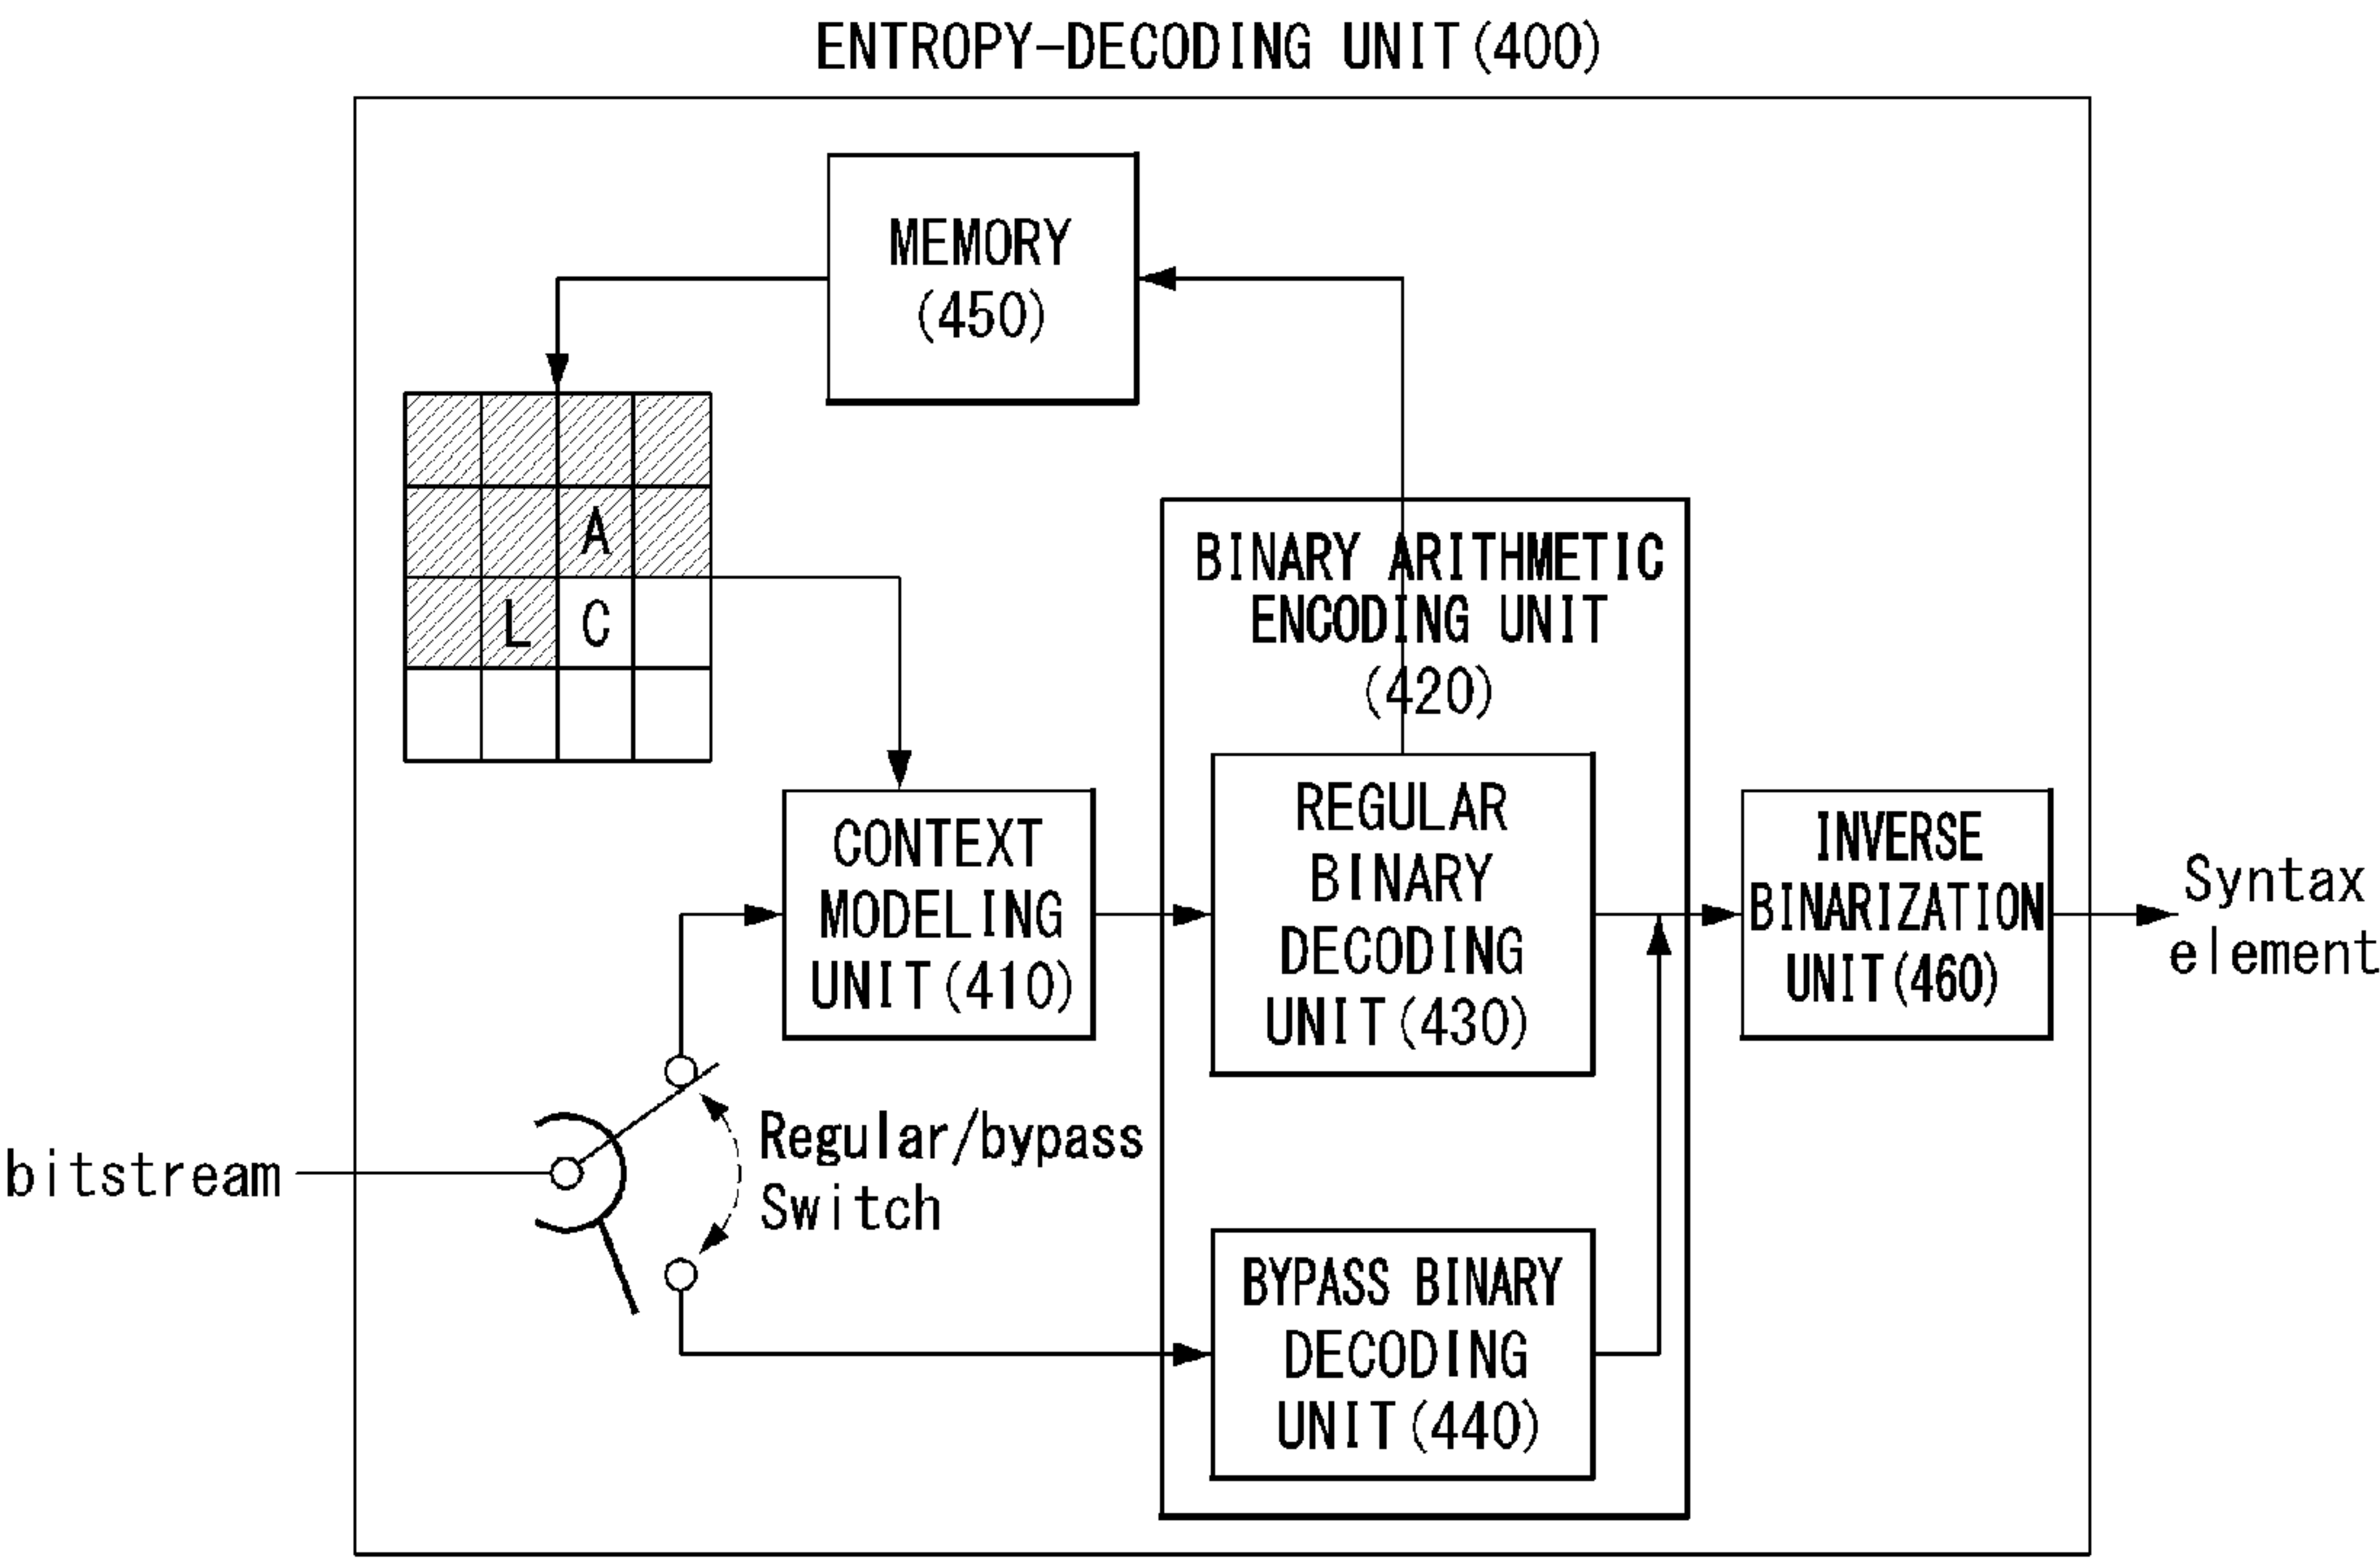 ENTROPY-DECODING UNIT(400)
MEMORY
(450)
A
L
C
BINARY ARITHMETIC
ENCODING UNIT
(420)
CONTEXT
MODELING
UNIT(410)
REGULAR
BINARY
DECODING
UNIT(430)
INVERSE
BINARIZATION
UNIT(460)
Syntax
element
bitstream
Regular/bypass
Switch
BYPASS BINARY
DECODING
UNIT(440)